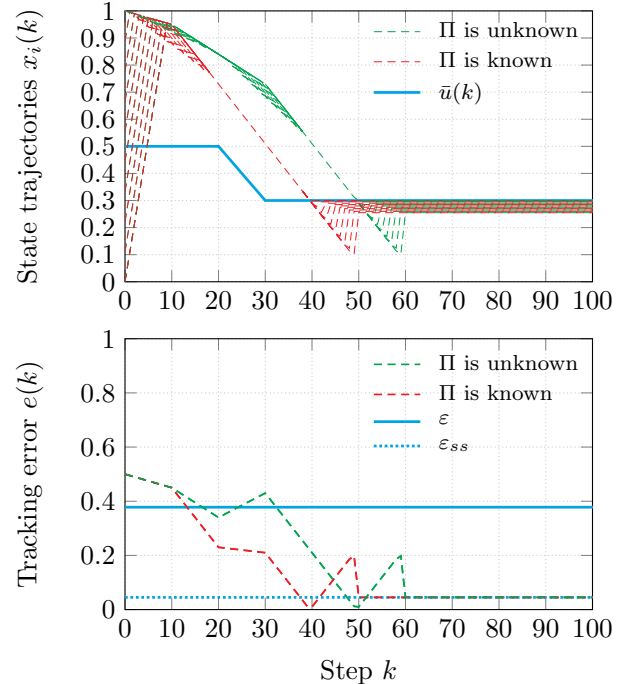 State trajectories xᵢ(k)
1
0.9
0.8
0.7
0.6
0.5
0.4
0.3
0.2
0.1
0
Π is unknown
Π is known
ū(k)
0 10 20 30 40 50 60 70 80 90 100
Tracking error e(k)
1
0.8
0.6
0.4
0.2
0
Π is unknown
Π is known
ε
εₛₛ
0 10 20 30 40 50 60 70 80 90 100
Step k